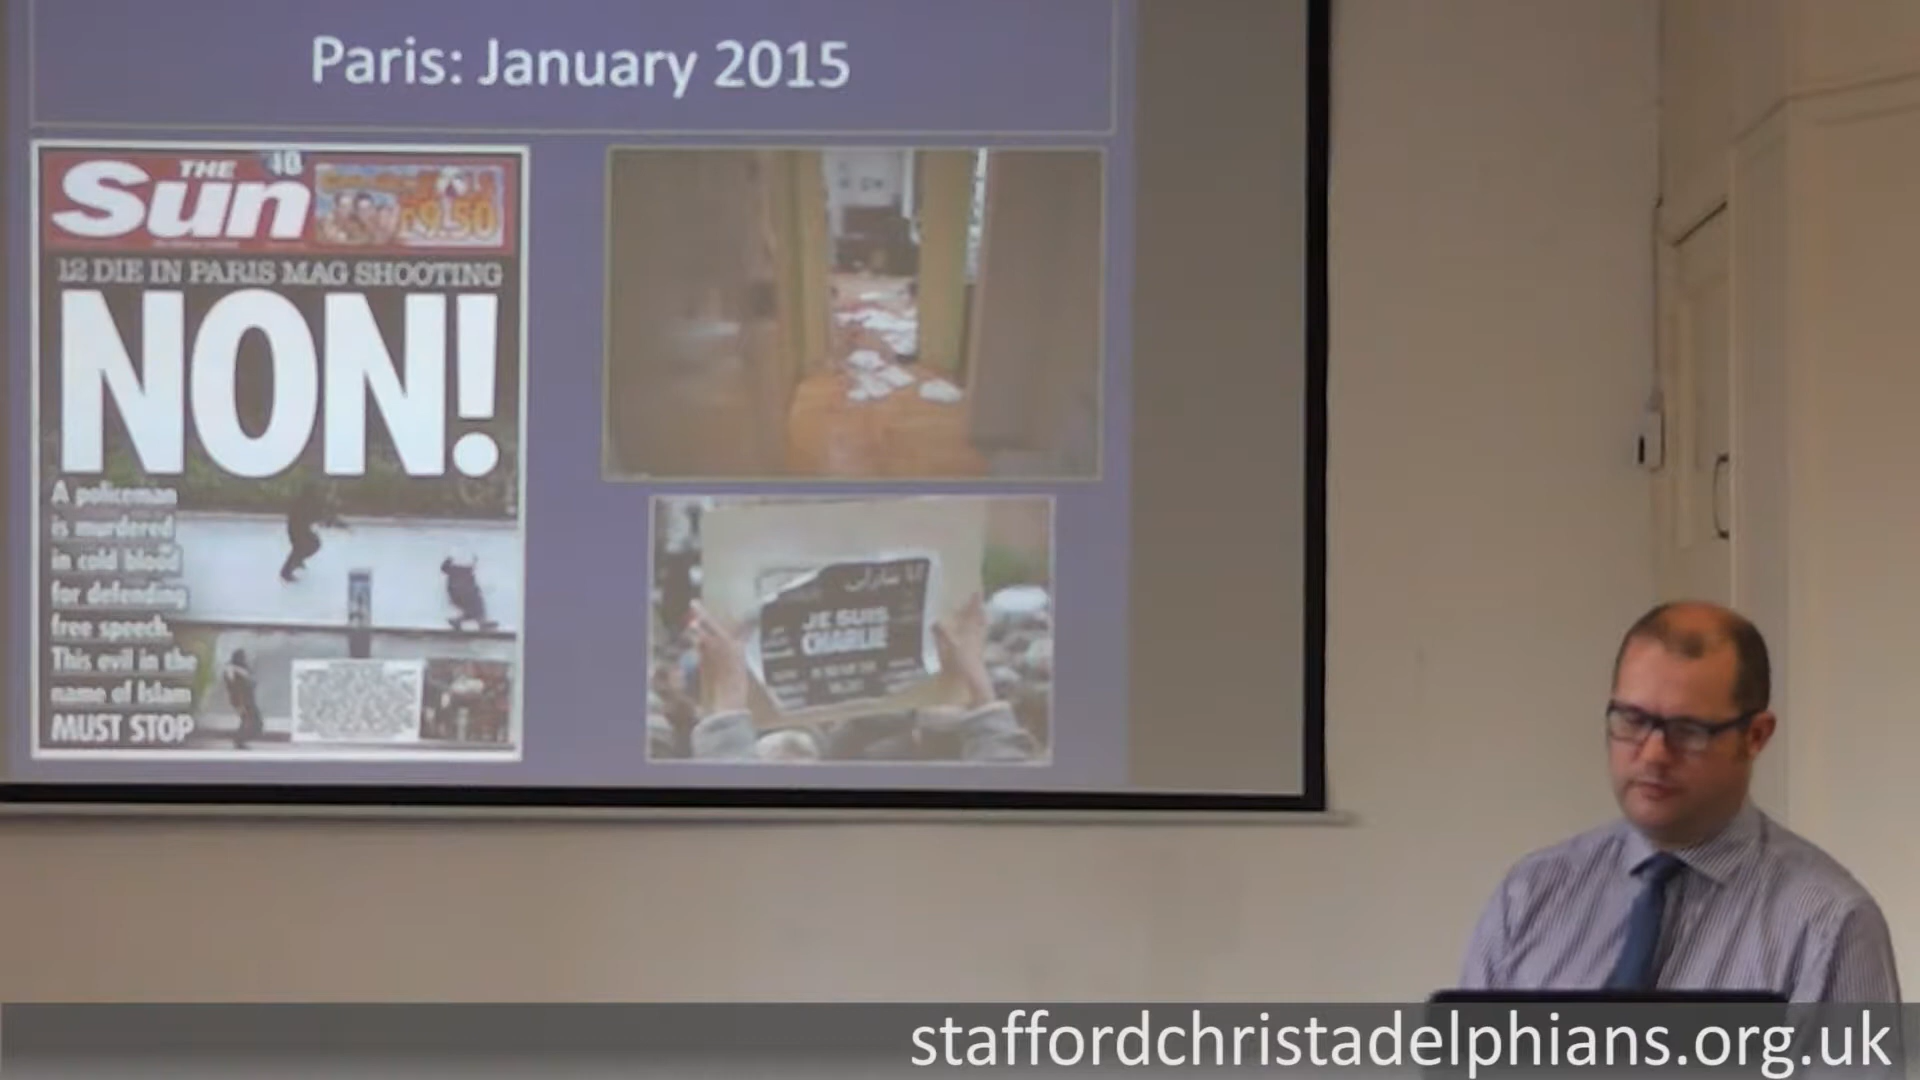 Paris: January 2015
THE
Sun
£9.50
12 DIE IN PARIS MAG SHOOTING
NON!
A policeman
is murdered
in cold blood
for defending
free speech.
This evil in the
name of Islam
MUST STOP
JE SUIS
CHARLIE
staffordchristadelphians.org.uk